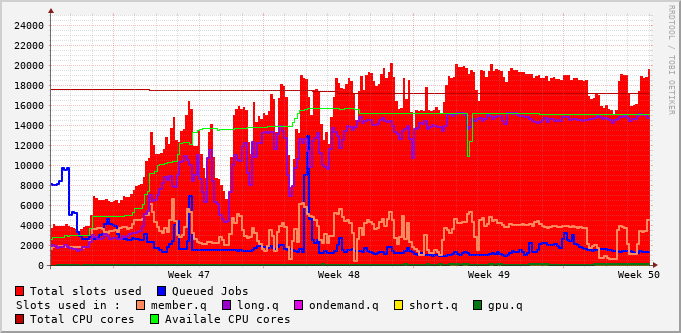 24000
22000
20000
18000
16000
14000
12000
10000
8000
6000
4000
2000
0
Week 47 Week 48 Week 49 Week 50
RRDTOOL / TOBI OETIKER
Total slots used Queued Jobs
Slots used in : member.q long.q ondemand.q short.q gpu.q
Total CPU cores Availale CPU cores